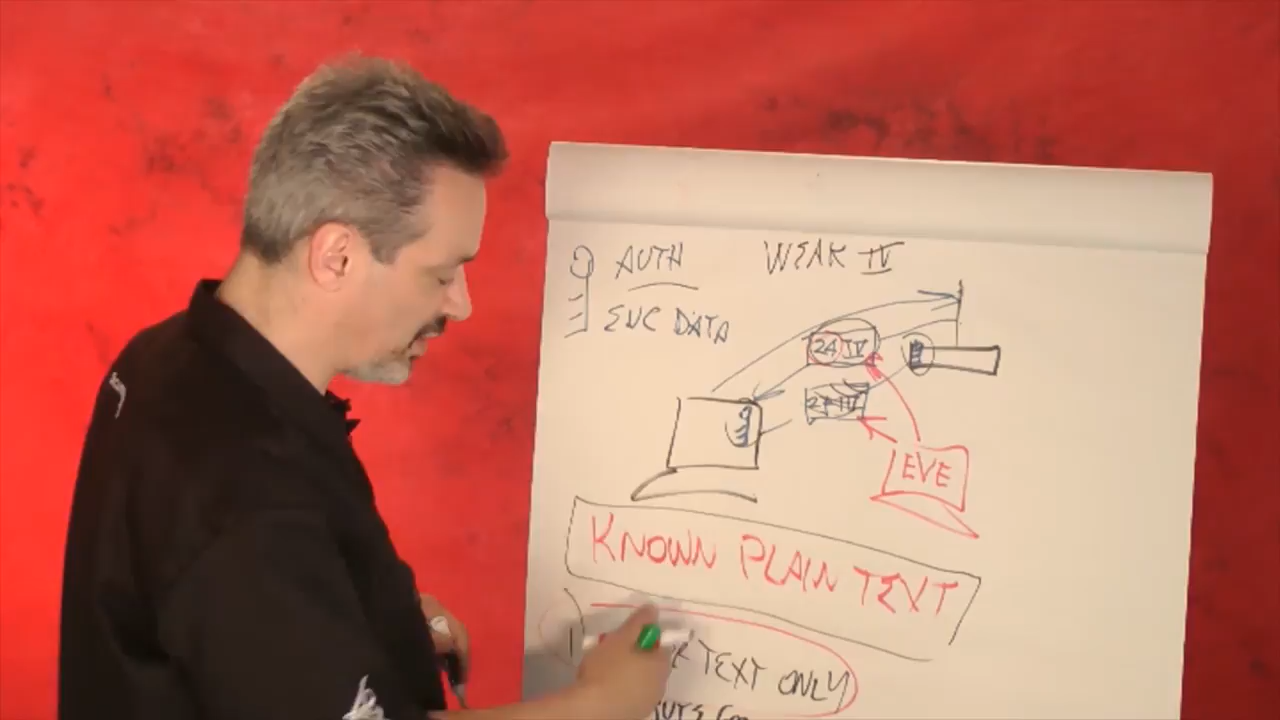 AUTH WEAK IV
ENC DATA
24 IV
24 IV
EVE
KNOWN PLAIN TEXT
TEXT ONLY